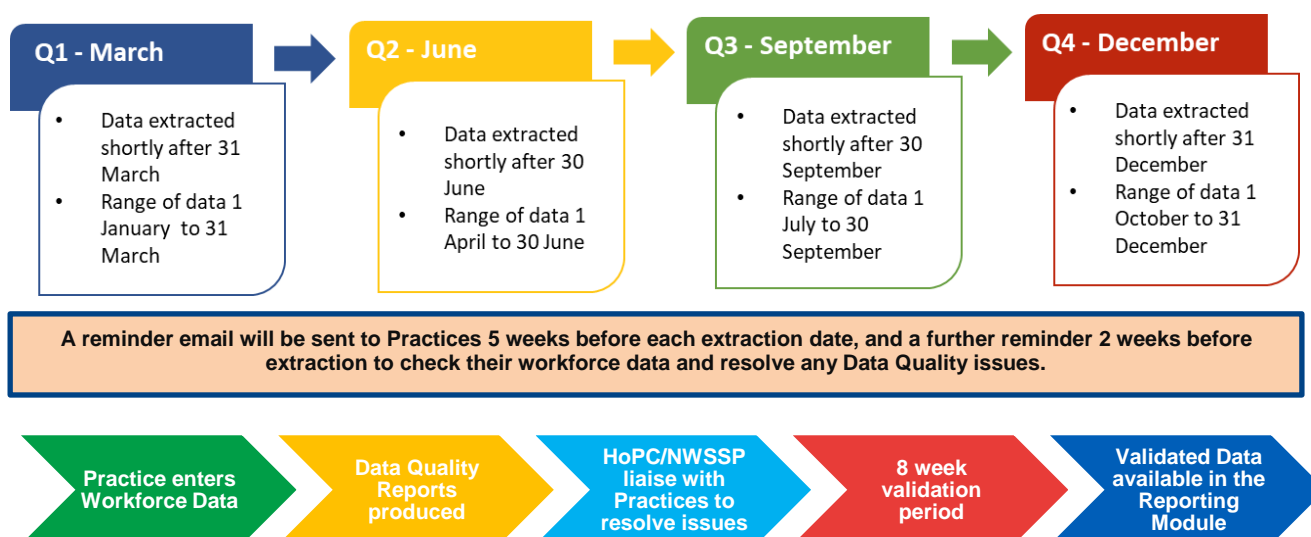 Q1 - March
• Data extracted
shortly after 31
March
• Range of data 1
January to 31
March
Q2 - June
• Data extracted
shortly after 30
June
• Range of data 1
April to 30 June
Q3 - September
• Data extracted
shortly after 30
September
• Range of data 1
July to 30
September
Q4 - December
• Data extracted
shortly after 31
December
• Range of data 1
October to 31
December
A reminder email will be sent to Practices 5 weeks before each extraction date, and a further reminder 2 weeks before
extraction to check their workforce data and resolve any Data Quality issues.
Practice enters
Workforce Data
Data Quality
Reports
produced
HoPC/NWSSP
liaise with
Practices to
resolve issues
8 week
validation
period
Validated Data
available in the
Reporting
Module